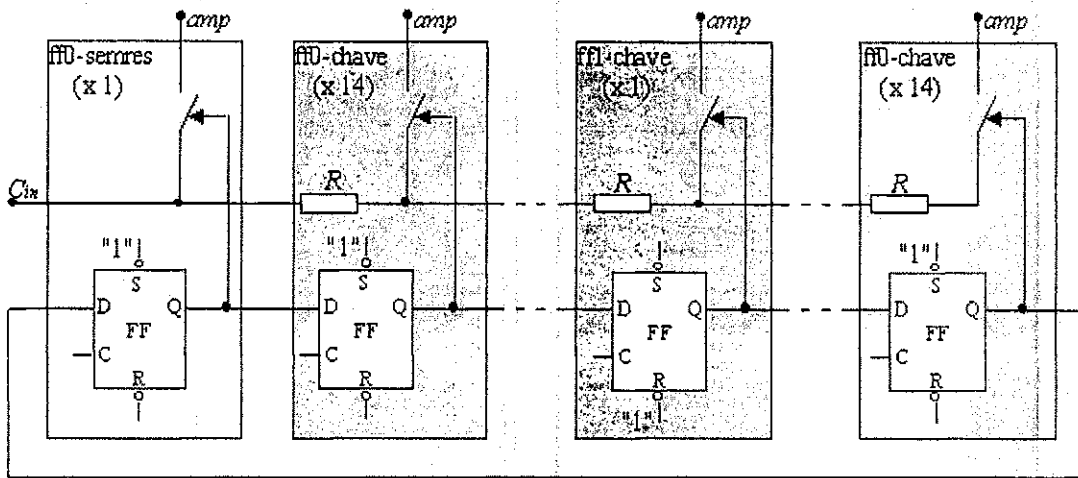 amp
amp
amp
amp
ff0-semres
(x 1)
ff0-chave
(x 14)
ff1-chave
(x 1)
ff0-chave
(x 14)
Cin
R
R
R
"1"
S
D
Q
FF
C
R
"1"
S
D
Q
FF
C
R
S
D
Q
FF
C
R
"1"
"1"
S
D
Q
FF
C
R